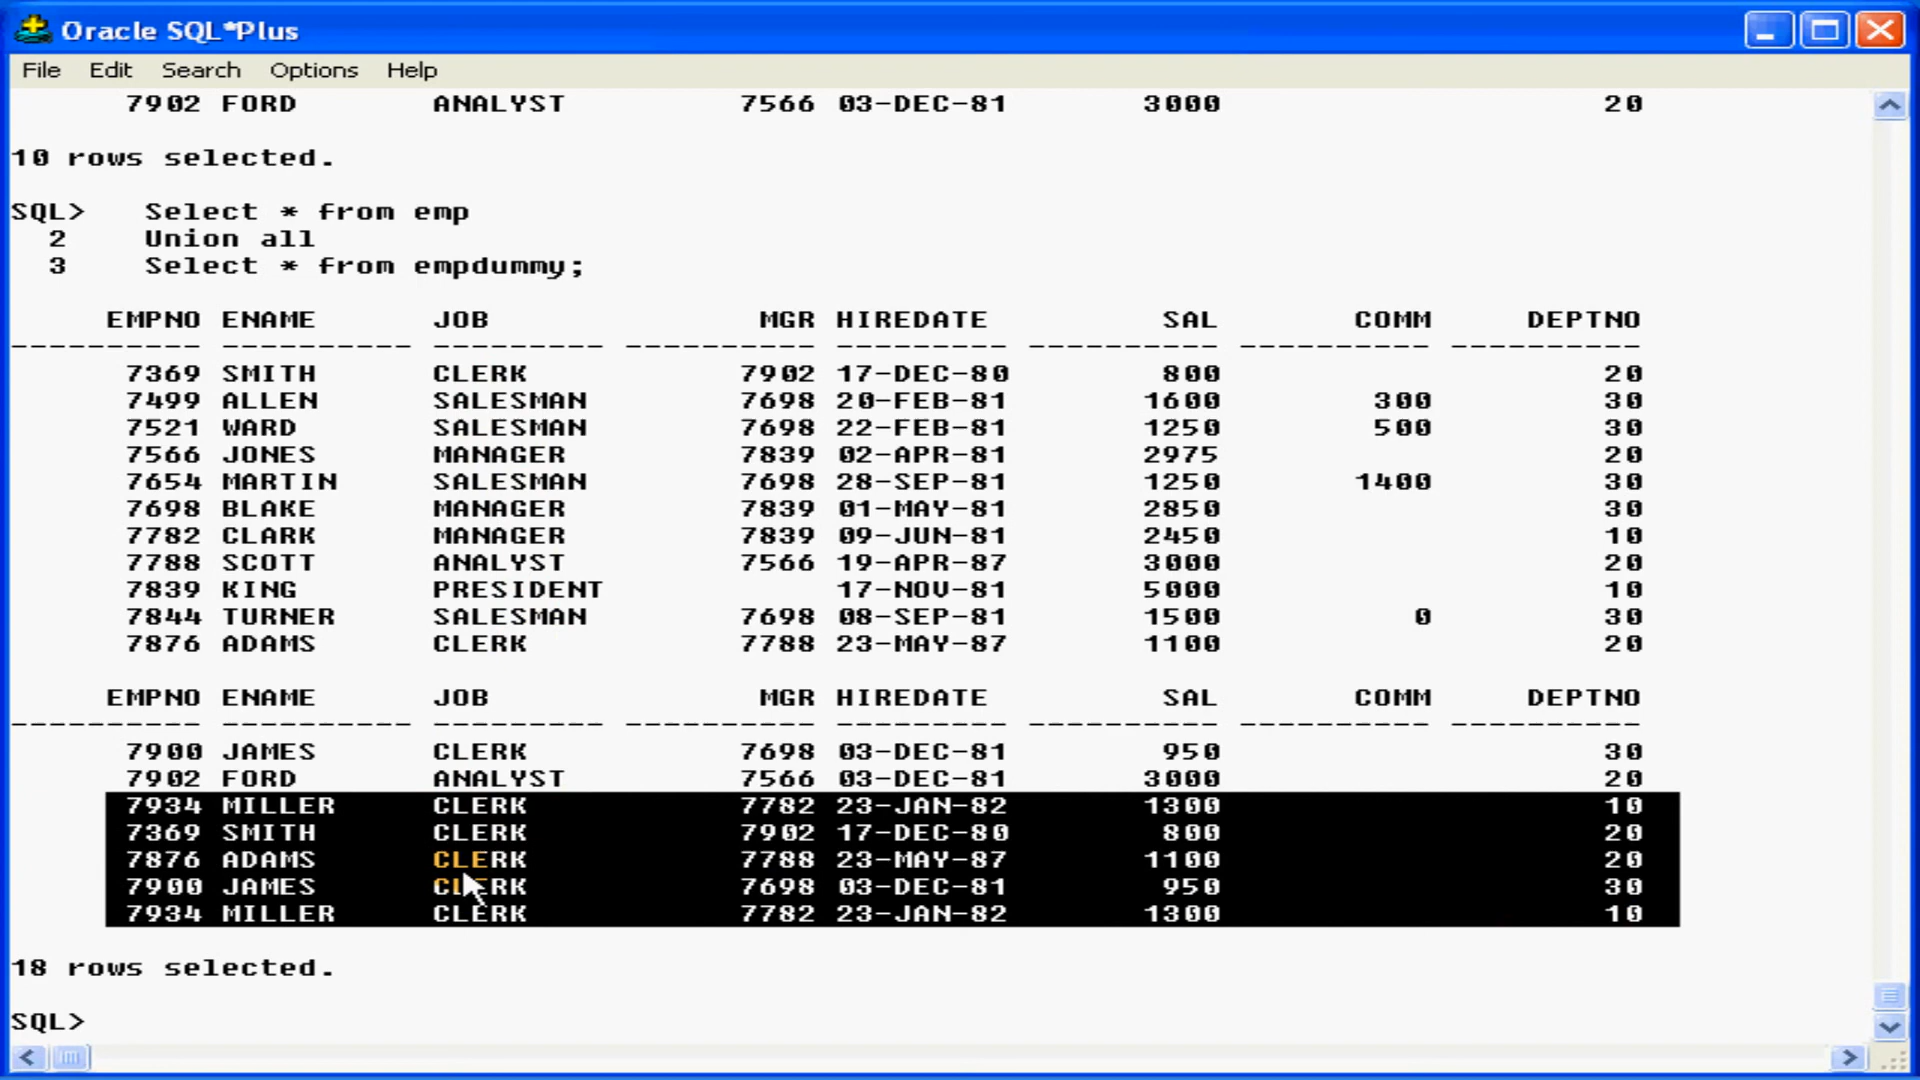 Oracle SQL*Plus
File Edit Search Options Help
7902 FORD ANALYST 7566 03-DEC-81 3000 20
10 rows selected.
SQL> Select * from emp
2 Union all
3 Select * from empdummy;
EMPNO ENAME JOB MGR HIREDATE SAL COMM DEPTNO
---------- ---------- --------- ---------- --------- ---------- ---------- ----------
7369 SMITH CLERK 7902 17-DEC-80 800 20
7499 ALLEN SALESMAN 7698 20-FEB-81 1600 300 30
7521 WARD SALESMAN 7698 22-FEB-81 1250 500 30
7566 JONES MANAGER 7839 02-APR-81 2975 20
7654 MARTIN SALESMAN 7698 28-SEP-81 1250 1400 30
7698 BLAKE MANAGER 7839 01-MAY-81 2850 30
7782 CLARK MANAGER 7839 09-JUN-81 2450 10
7788 SCOTT ANALYST 7566 19-APR-87 3000 20
7839 KING PRESIDENT 17-NOV-81 5000 10
7844 TURNER SALESMAN 7698 08-SEP-81 1500 0 30
7876 ADAMS CLERK 7788 23-MAY-87 1100 20
EMPNO ENAME JOB MGR HIREDATE SAL COMM DEPTNO
---------- ---------- --------- ---------- --------- ---------- ---------- ----------
7900 JAMES CLERK 7698 03-DEC-81 950 30
7902 FORD ANALYST 7566 03-DEC-81 3000 20
7934 MILLER CLERK 7782 23-JAN-82 1300 10
7369 SMITH CLERK 7902 17-DEC-80 800 20
7876 ADAMS CLERK 7788 23-MAY-87 1100 20
7900 JAMES CLERK 7698 03-DEC-81 950 30
7934 MILLER CLERK 7782 23-JAN-82 1300 10
18 rows selected.
SQL>